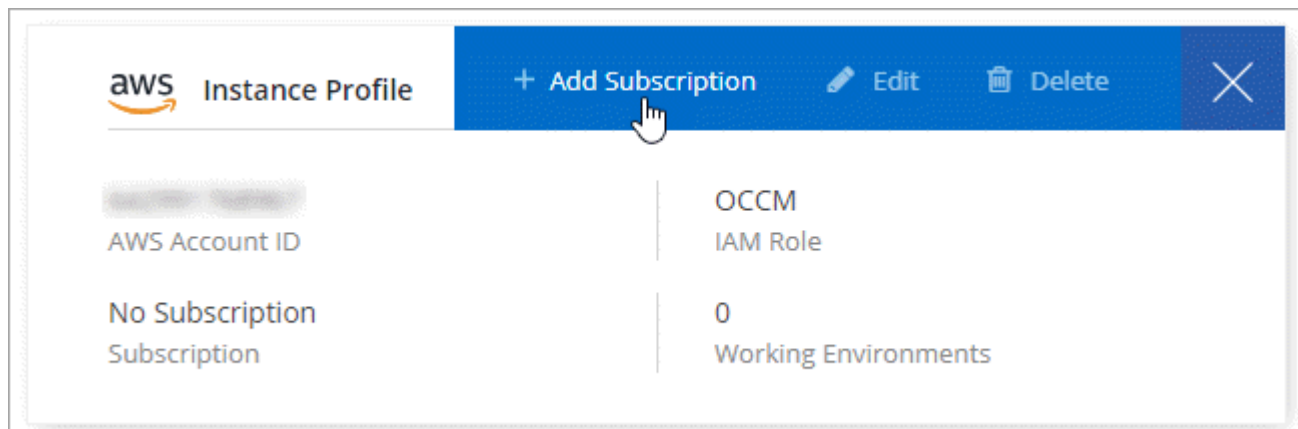 aws Instance Profile + Add Subscription Edit Delete
OCCM
AWS Account ID IAM Role
No Subscription 0
Subscription Working Environments